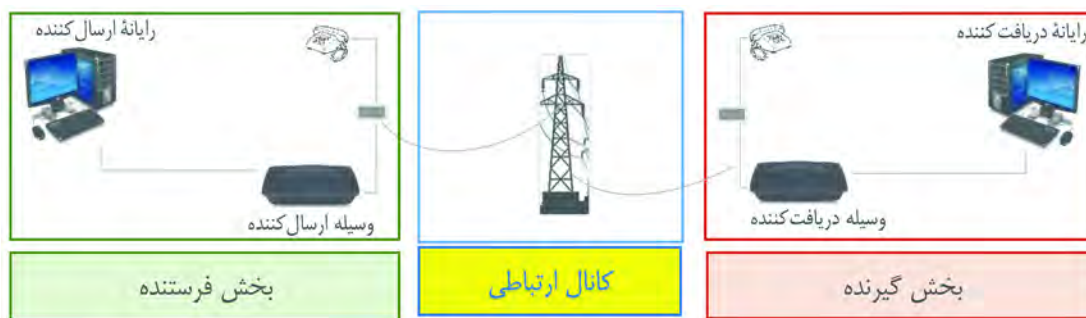 رایانهٔ ارسال کننده
وسیله ارسال کننده
بخش فرستنده
کانال ارتباطی
رایانهٔ دریافت کننده
وسیله دریافت کننده
بخش گیرنده